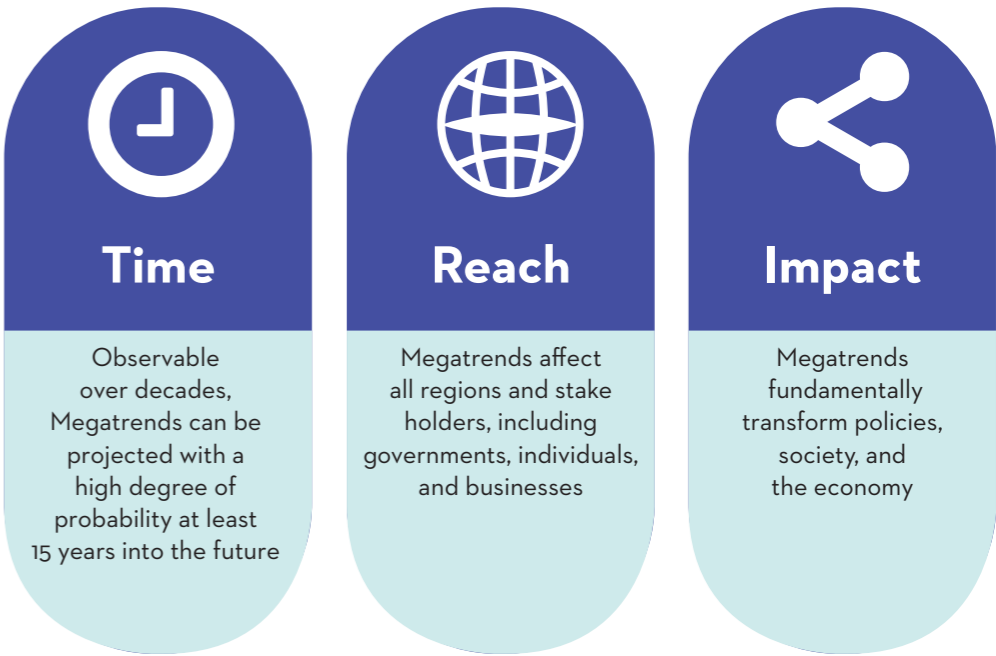 Time
Observable
over decades,
Megatrends can be
projected with a
high degree of
probability at least
15 years into the future
Reach
Megatrends affect
all regions and stake
holders, including
governments, individuals,
and businesses
Impact
Megatrends
fundamentally
transform policies,
society, and
the economy